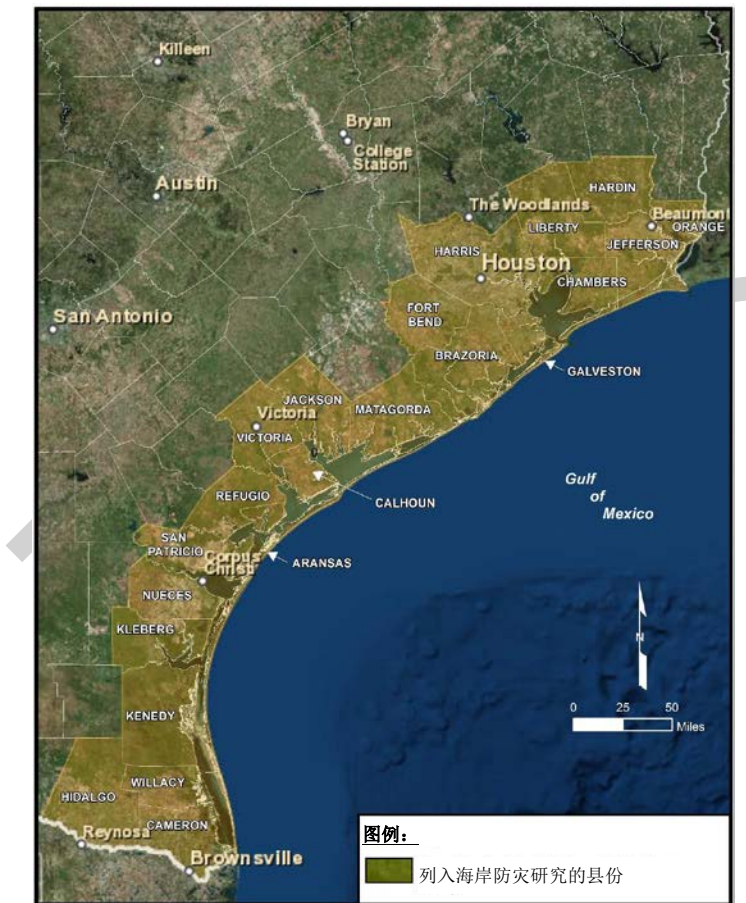 Killeen
Bryan
College
Station
Austin
HARDIN
The Woodlands
Beaumont
LIBERTY
ORANGE
JEFFERSON
HARRIS
Houston
CHAMBERS
San Antonio
FORT
BEND
BRAZORIA
GALVESTON
JACKSON
MATAGORDA
Victoria
VICTORIA
Gulf
of
Mexico
REFUGIO
CALHOUN
SAN
PATRICIO
Corpus
Christi
ARANSAS
NUECES
KLEBERG
N
KENEDY
0 25 50
Miles
WILLACY
HIDALGO
CAMERON
Reynosa
Brownsville
图例：
列入海岸防灾研究的县份